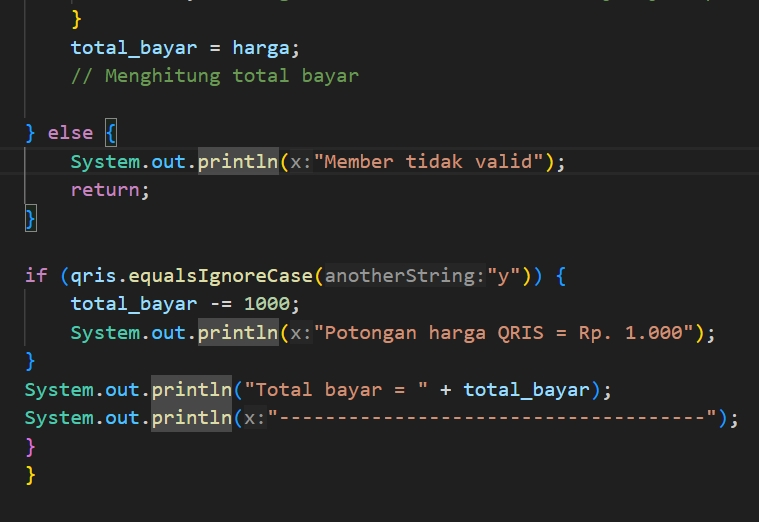 }
total_bayar = harga;
// Menghitung total bayar
} else {
System.out.println(x:"Member tidak valid");
return;
}
if (qris.equalsIgnoreCase(anotherString:"y")) {
total_bayar -= 1000;
System.out.println(x:"Potongan harga QRIS = Rp. 1.000");
}
System.out.println("Total bayar = " + total_bayar);
System.out.println(x:"-------------------------------------");
}
}